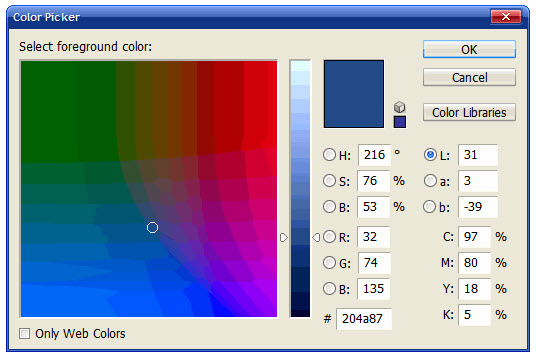 Color Picker
Select foreground color:
OK
Cancel
Color Libraries
H: 216 °
S: 76 %
B: 53 %
R: 32
G: 74
B: 135
# 204a87
L: 31
a: 3
b: -39
C: 97 %
M: 80 %
Y: 18 %
K: 5 %
Only Web Colors